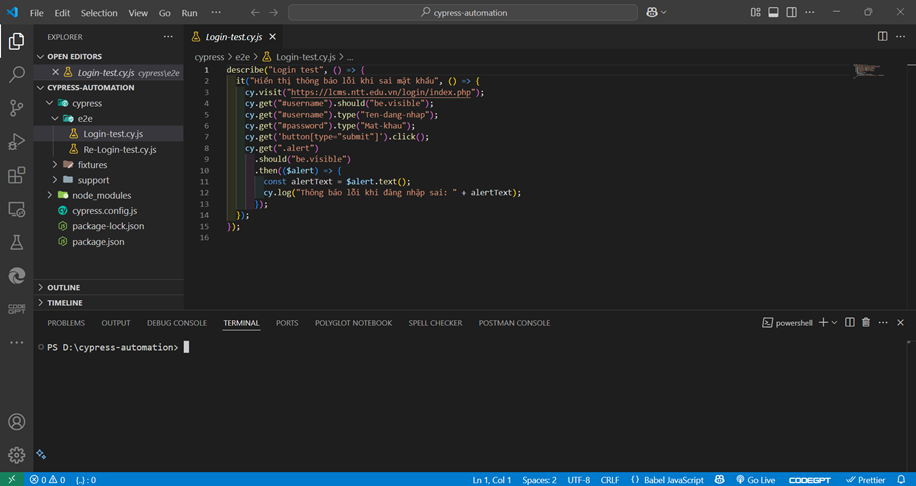 File Edit Selection View Go Run ··· cypress-automation
EXPLORER ···
OPEN EDITORS
Login-test.cy.js cypress\e2e
CYPRESS-AUTOMATION
cypress
e2e
Login-test.cy.js
Re-Login-test.cy.js
fixtures
support
node_modules
cypress.config.js
package-lock.json
package.json
OUTLINE
TIMELINE
Login-test.cy.js
cypress > e2e > Login-test.cy.js > ...
1 describe("Login test", () => {
2 it("Hiển thị thông báo lỗi khi sai mật khẩu", () => {
3 cy.visit("https://lcms.ntt.edu.vn/login/index.php");
4 cy.get("#username").should("be.visible");
5 cy.get("#username").type("Ten-dang-nhap");
6 cy.get("#password").type("Mat-khau");
7 cy.get('button[type="submit"]').click();
8 cy.get(".alert")
9 .should("be.visible")
10 .then(($alert) => {
11 const alertText = $alert.text();
12 cy.log("Thông báo lỗi khi đăng nhập sai: " + alertText);
13 });
14 });
15 });
16
PROBLEMS OUTPUT DEBUG CONSOLE TERMINAL PORTS POLYGLOT NOTEBOOK SPELL CHECKER POSTMAN CONSOLE powershell
PS D:\cypress-automation>
CODE
GPT
0 0 {..} : 0 Ln 1, Col 1 Spaces: 2 UTF-8 CRLF {} Babel JavaScript Go Live CODEGPT Prettier